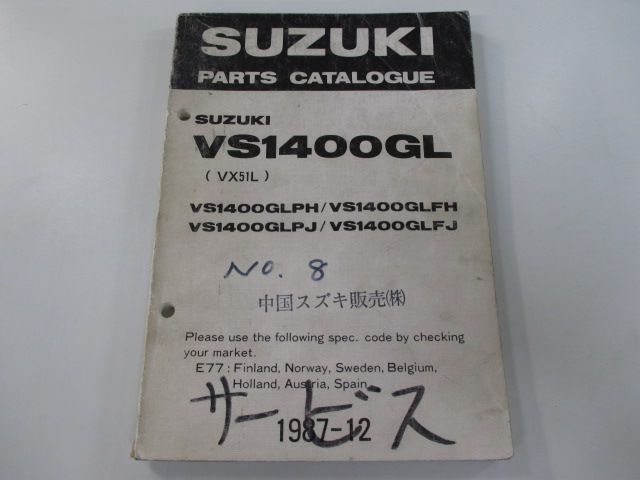 SUZUKI
PARTS CATALOGUE
SUZUKI
VS1400GL
( VX51L )
VS1400GLPH/VS1400GLFH
VS1400GLPJ/VS1400GLFJ
NO. 8
中国スズキ販売㈱
Please use the following spec. code by checking
your market.
E77 : Finland, Norway, Sweden, Belgium,
Holland, Austria, Spain
サービス
1987-12